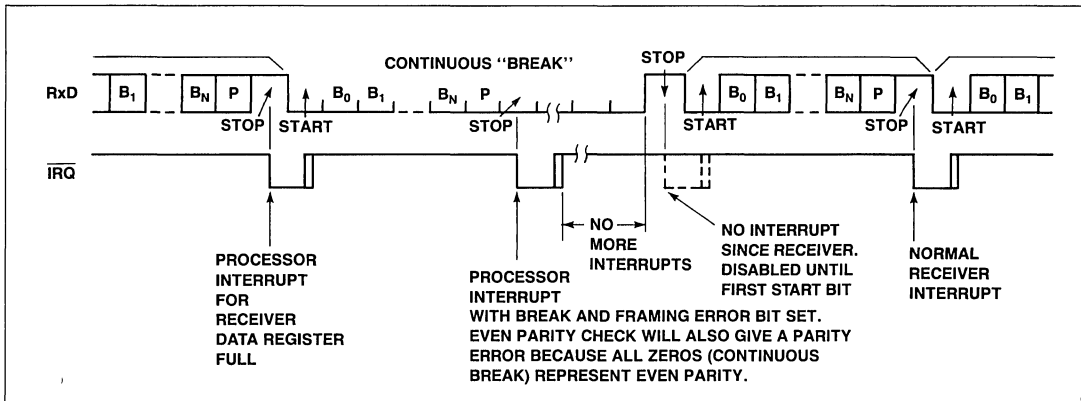 CONTINUOUS "BREAK"
STOP
RxD
B1
BN
P
B0
B1
BN
P
B0
B1
BN
P
B0
B1
STOP
START
STOP
START
STOP
START
IRQ
NO
MORE
INTERRUPTS
PROCESSOR
INTERRUPT
FOR
RECEIVER
DATA REGISTER
FULL
PROCESSOR
INTERRUPT
WITH BREAK AND FRAMING ERROR BIT SET.
EVEN PARITY CHECK WILL ALSO GIVE A PARITY
ERROR BECAUSE ALL ZEROS (CONTINUOUS
BREAK) REPRESENT EVEN PARITY.
NO INTERRUPT
SINCE RECEIVER.
DISABLED UNTIL
FIRST START BIT
NORMAL
RECEIVER
INTERRUPT